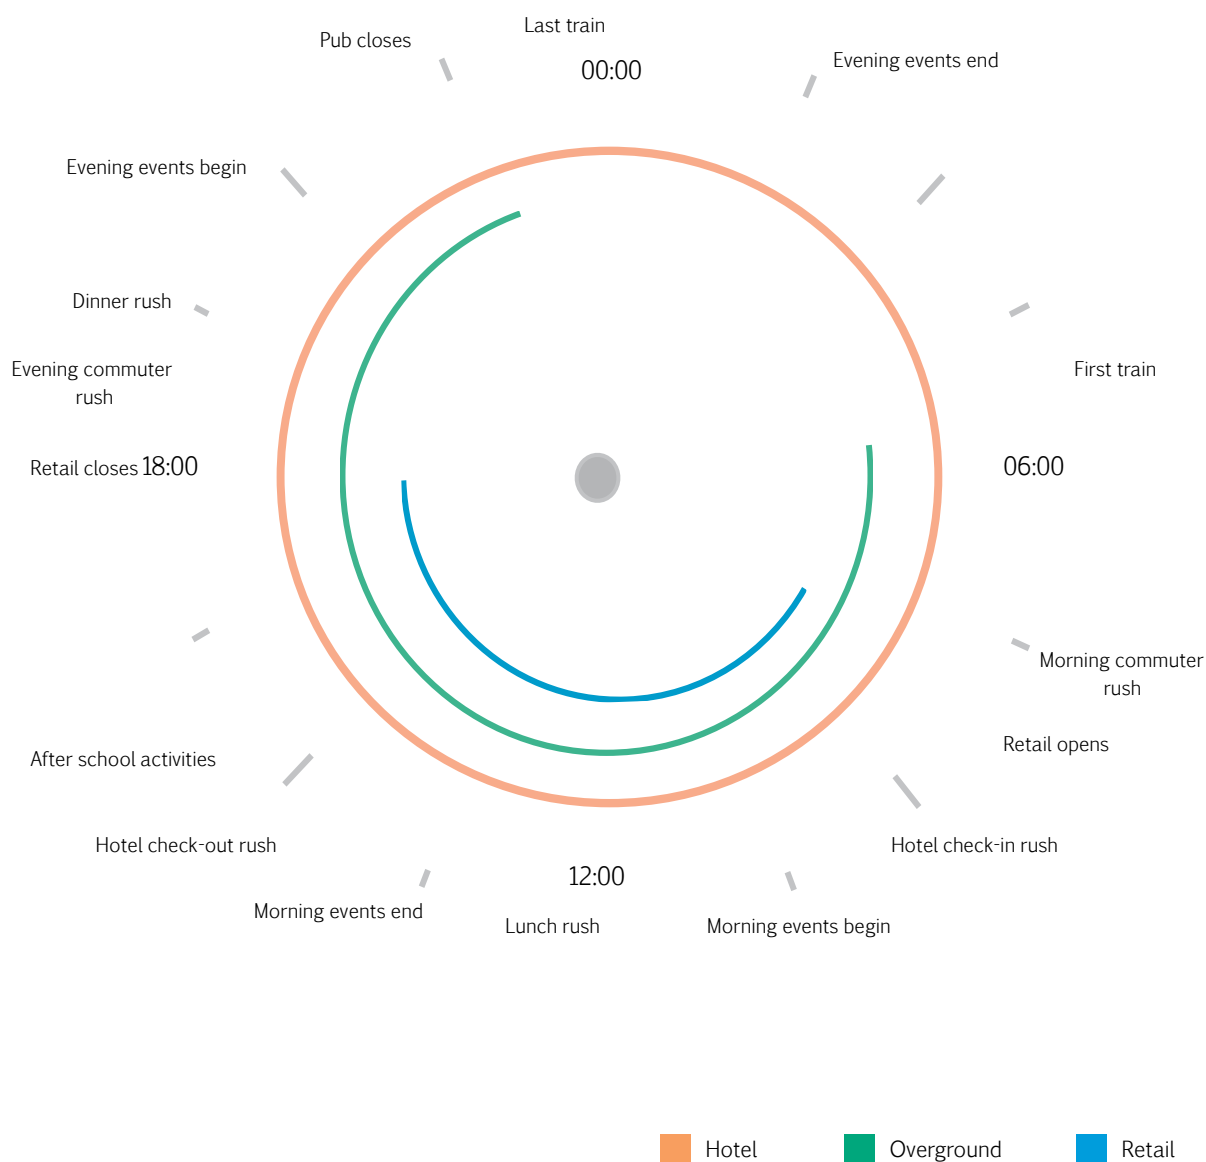 Last train
Pub closes
Evening events end
00:00
Evening events begin
Dinner rush
Evening commuter
rush
First train
Retail closes 18:00
06:00
Morning commuter
rush
Retail opens
After school activities
Hotel check-out rush
Hotel check-in rush
12:00
Morning events end
Lunch rush
Morning events begin
Hotel
Overground
Retail